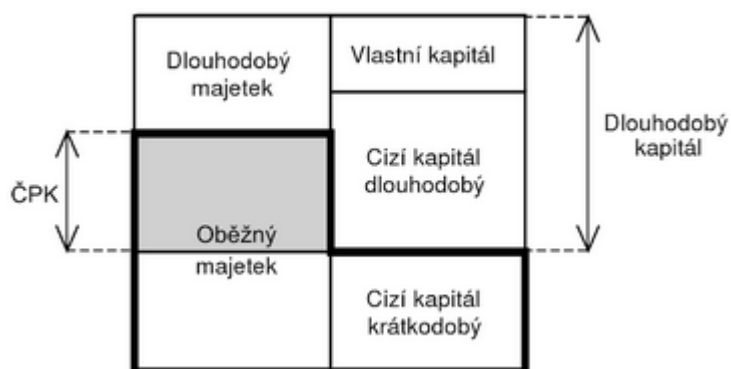 Dlouhodobý
majetek
Vlastní kapitál
Dlouhodobý
kapitál
Cizí kapitál
dlouhodobý
ČPK
Oběžný
majetek
Cizí kapitál
krátkodobý